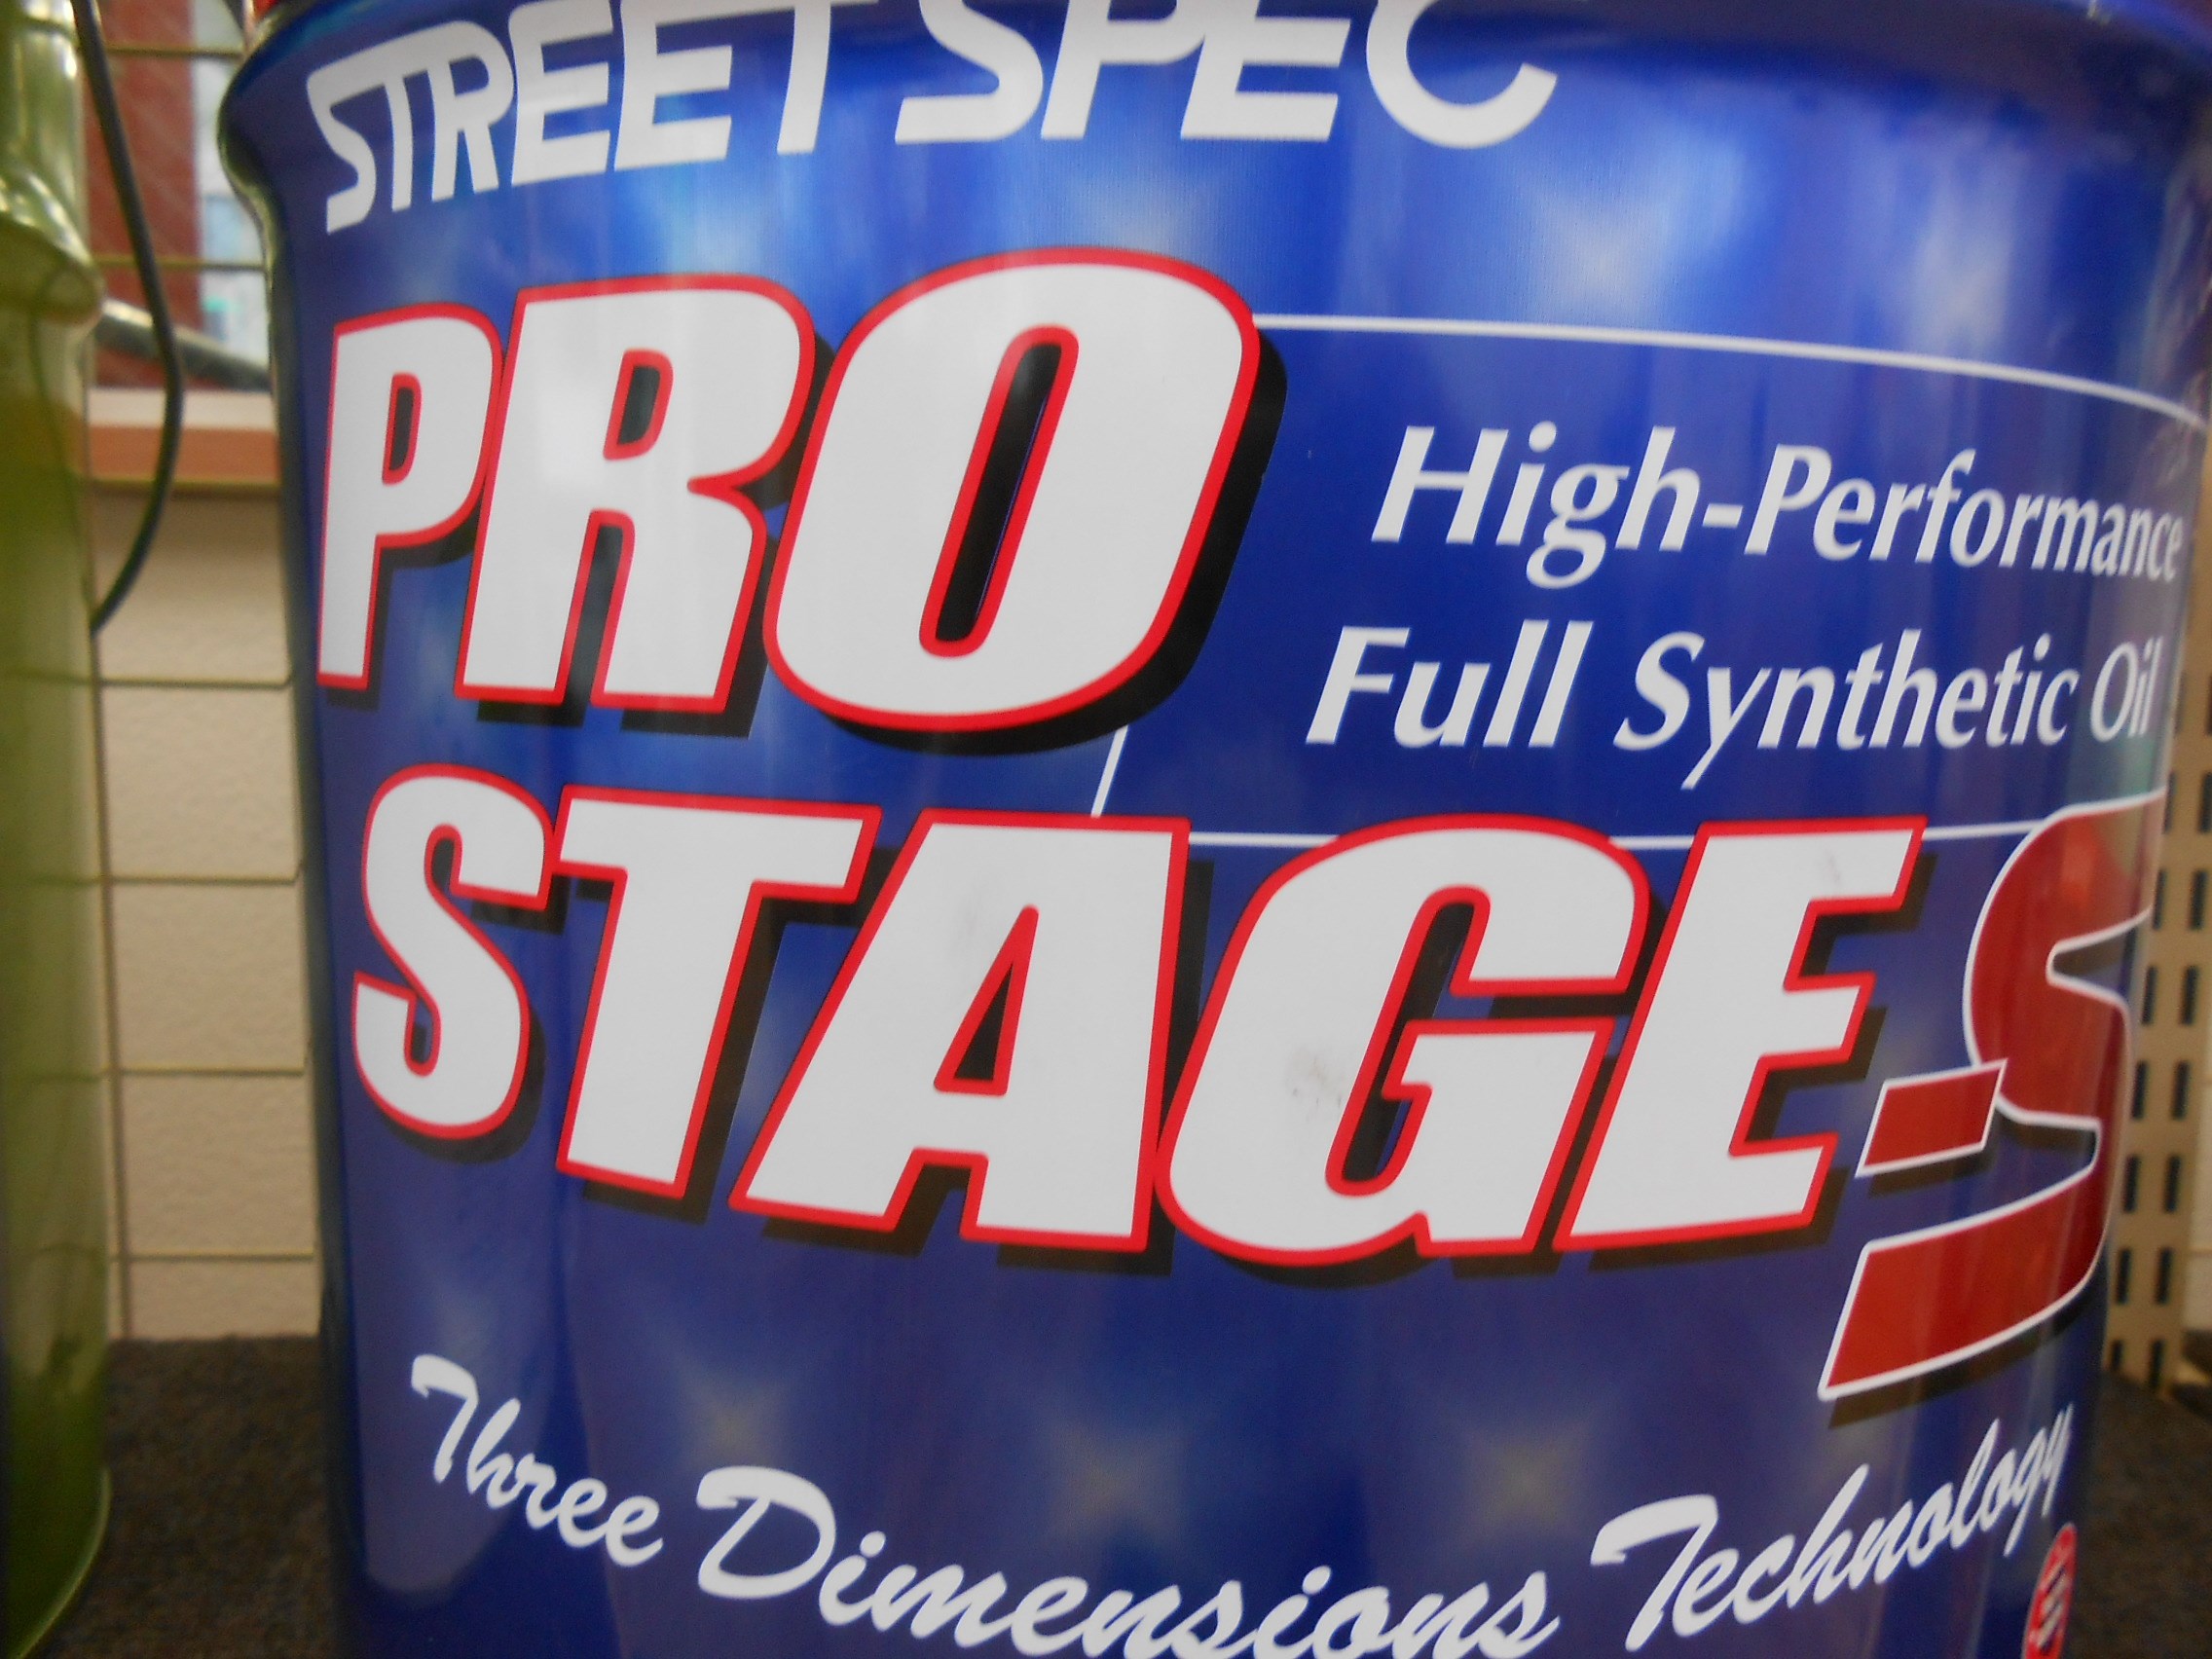 STREET SPEC
PRO
High-Performance
Full Synthetic Oil
STAGE-S
Three Dimensions Technology